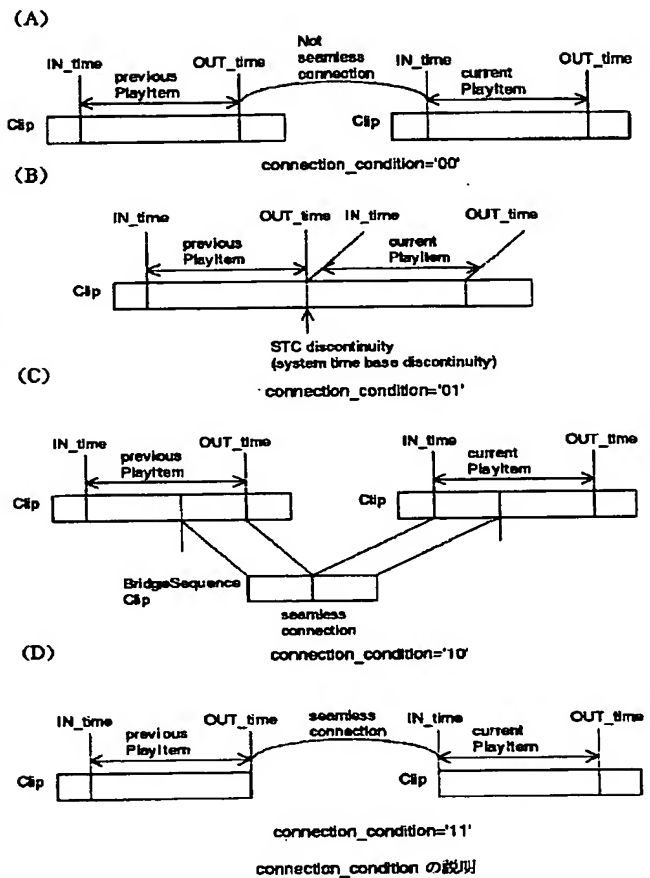 (A)
Not
seamless
connection
IN_time
OUT_time
IN_time
OUT_time
previous
PlayItem
current
PlayItem
Clip
Clip
connection_condition='00'
(B)
IN_time
OUT_time
IN_time
OUT_time
previous
PlayItem
current
PlayItem
Clip
STC discontinuity
(system time base discontinuity)
connection_condition='01'
(C)
IN_time
OUT_time
IN_time
OUT_time
previous
PlayItem
current
PlayItem
Clip
Clip
BridgeSequence
Clip
seamless
connection
connection_condition='10'
(D)
IN_time
OUT_time
seamless
connection
IN_time
OUT_time
previous
PlayItem
current
PlayItem
Clip
Clip
connection_condition='11'
connection_condition の説明